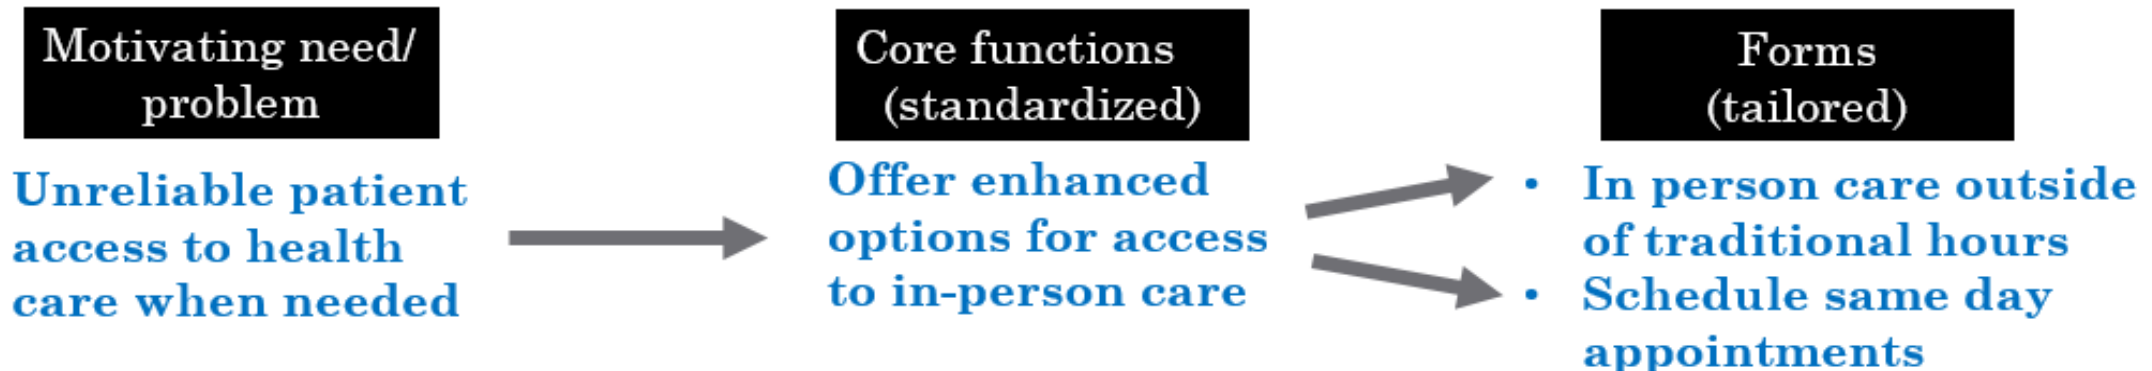 Motivating need/
problem
Unreliable patient
access to health
care when needed
Core functions
(standardized)
Offer enhanced
options for access
to in-person care
Forms
(tailored)
• In person care outside
of traditional hours
• Schedule same day
appointments